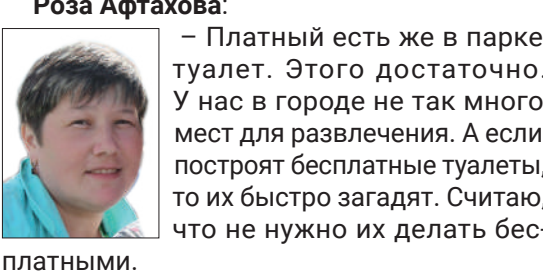 Роза Афтахова:
– Платный есть же в парке
туалет. Этого достаточно.
У нас в городе не так много
мест для развлечения. А если
построят бесплатные туалеты,
то их быстро загадят. Считаю,
что не нужно их делать бес-
платными.